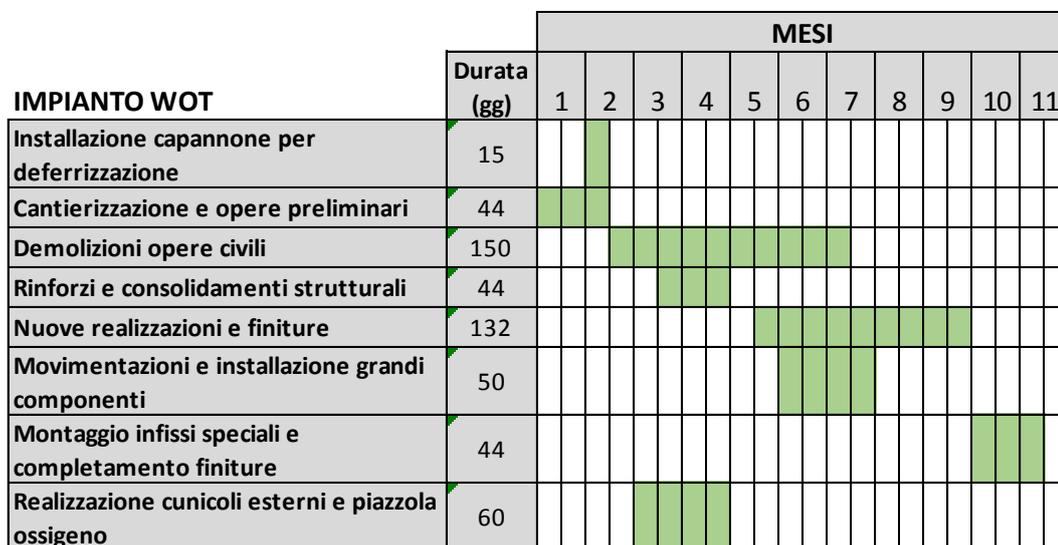 MESI
IMPIANTO WOT
Durata
(gg)
1 2 3 4 5 6 7 8 9 10 11
Installazione capannone per
deferrizzazione
15
Cantierizzazione e opere preliminari 44
Demolizioni opere civili 150
Rinforzi e consolidamenti strutturali 44
Nuove realizzazioni e finiture 132
Movimentazioni e installazione grandi
componenti
50
Montaggio infissi speciali e
completamento finiture
44
Realizzazione cunicoli esterni e piazzola
ossigeno
60